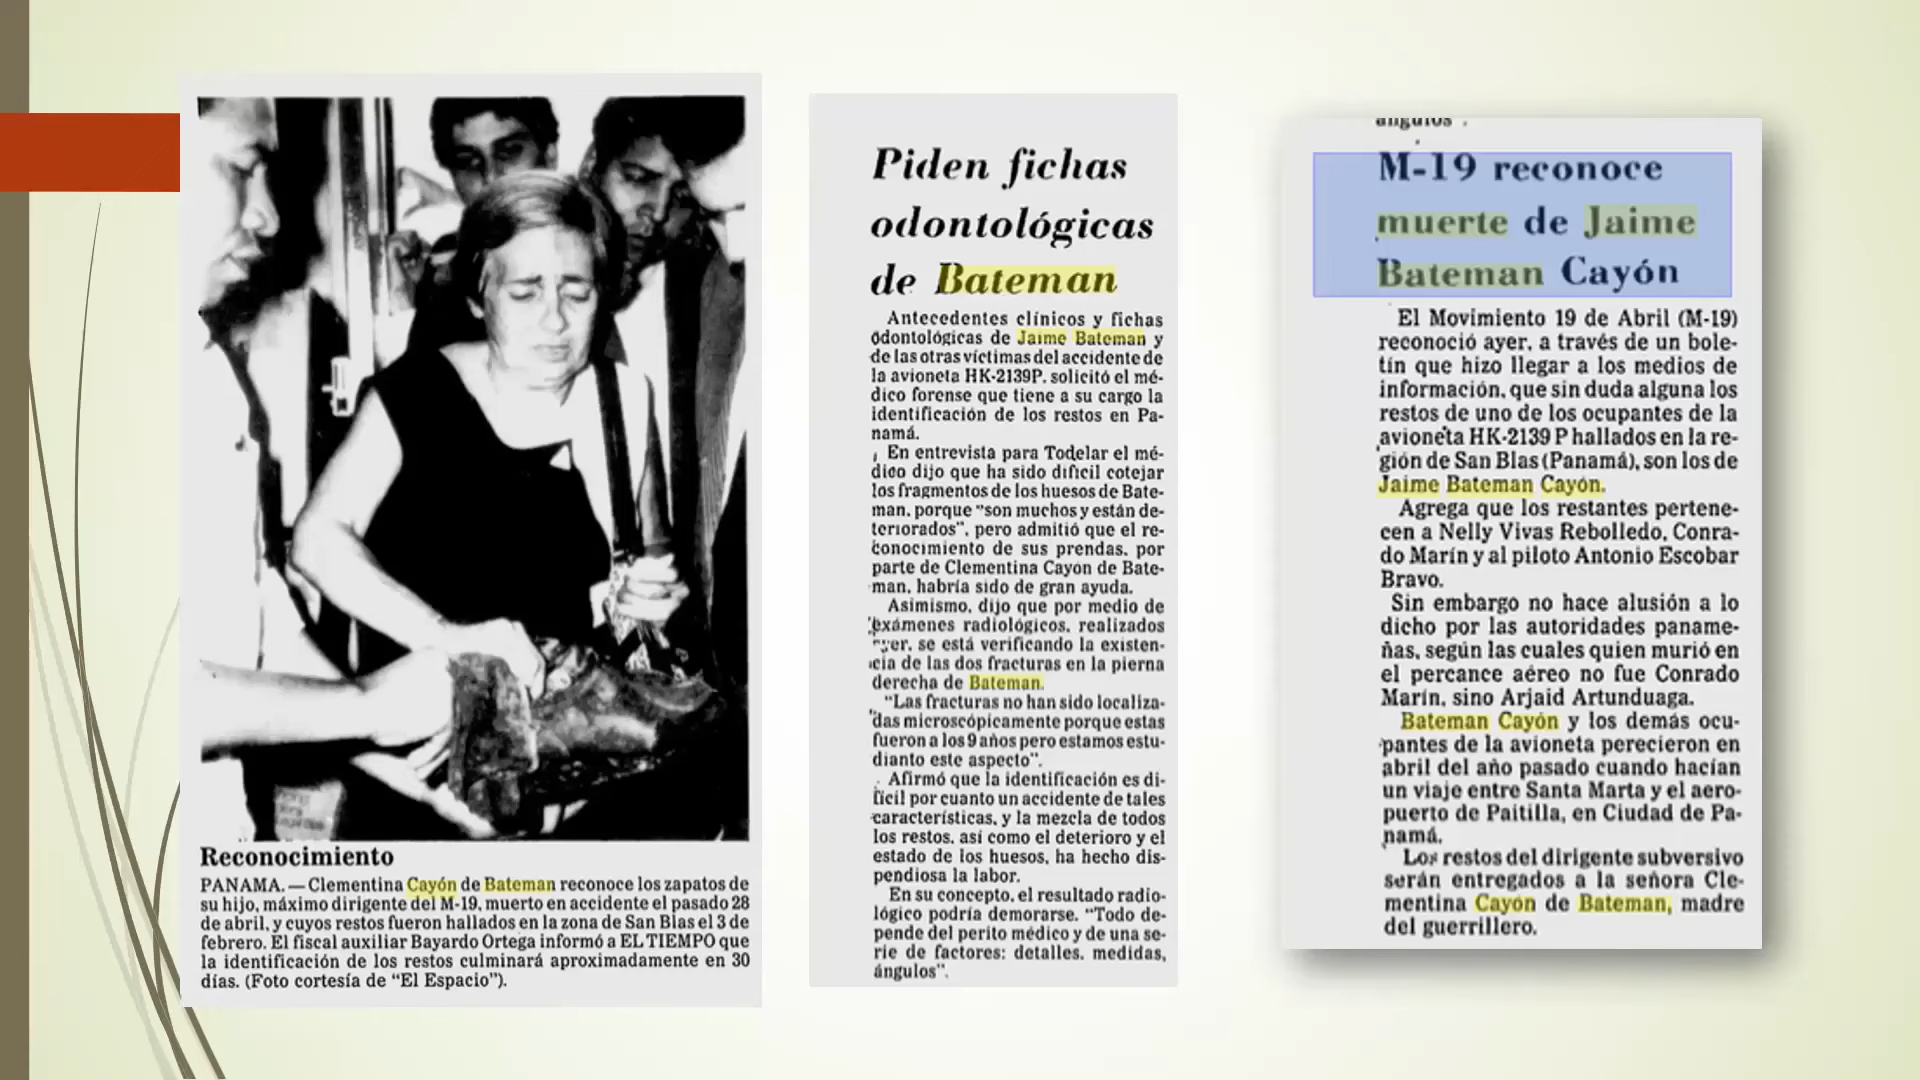 Reconocimiento
PANAMA.—Clementina Cayón de Bateman reconoce los zapatos de
su hijo, máximo dirigente del M-19, muerto en accidente el pasado 28
de abril, y cuyos restos fueron hallados en la zona de San Blas el 3 de
febrero. El fiscal auxiliar Bayardo Ortega informó a EL TIEMPO que
la identificación de los restos culminará aproximadamente en 30
días. (Foto cortesía de “El Espacio”).
Piden fichas
odontológicas
de Bateman
Antecedentes clínicos y fichas
odontológicas de Jaime Bateman y
de las otras víctimas del accidente de
la avioneta HK-2139P. solicitó el mé-
dico forense que tiene a su cargo la
identificación de los restos en Pa-
namá.
En entrevista para Todelar el mé-
dico dijo que ha sido difícil cotejar
los fragmentos de los huesos de Bate-
man, porque “son muchos y están de-
teriorados”, pero admitió que el re-
conocimiento de sus prendas, por
parte de Clementina Cayón de Bate-
man, habría sido de gran ayuda.
Asimismo, dijo que por medio de
exámenes radiológicos, realizados
ayer, se está verificando la existen-
cia de las dos fracturas en la pierna
derecha de Bateman.
“Las fracturas no han sido localiza-
das microscópicamente porque estas
fueron a los 9 años pero estamos estu-
dianto este aspecto”.
Afirmó que la identificación es di-
fícil por cuanto un accidente de tales
características, y la mezcla de todos
los restos, así como el deterioro y el
estado de los huesos, ha hecho dis-
pendiosa la labor.
En su concepto, el resultado radio-
lógico podría demorarse. “Todo de-
pende del perito médico y de una se-
rie de factores: detalles, medidas,
ángulos”.
ángulos”.
M-19 reconoce
muerte de Jaime
Bateman Cayón
El Movimiento 19 de Abril (M-19)
reconoció ayer, a través de un bole-
tín que hizo llegar a los medios de
información, que sin duda alguna los
restos de uno de los ocupantes de la
avioneta HK-2139 P hallados en la re-
gión de San Blas (Panamá), son los de
Jaime Bateman Cayón.
Agrega que los restantes pertene-
cen a Nelly Vivas Rebolledo, Conra-
do Marín y al piloto Antonio Escobar
Bravo.
Sin embargo no hace alusión a lo
dicho por las autoridades paname-
ñas, según las cuales quien murió en
el percance aéreo no fue Conrado
Marín, sino Arjaid Artunduaga.
Bateman Cayón y los demás ocu-
pantes de la avioneta perecieron en
abril del año pasado cuando hacían
un viaje entre Santa Marta y el aero-
puerto de Paitilla, en Ciudad de Pa-
namá.
Los restos del dirigente subversivo
serán entregados a la señora Cle-
mentina Cayón de Bateman, madre
del guerrillero.